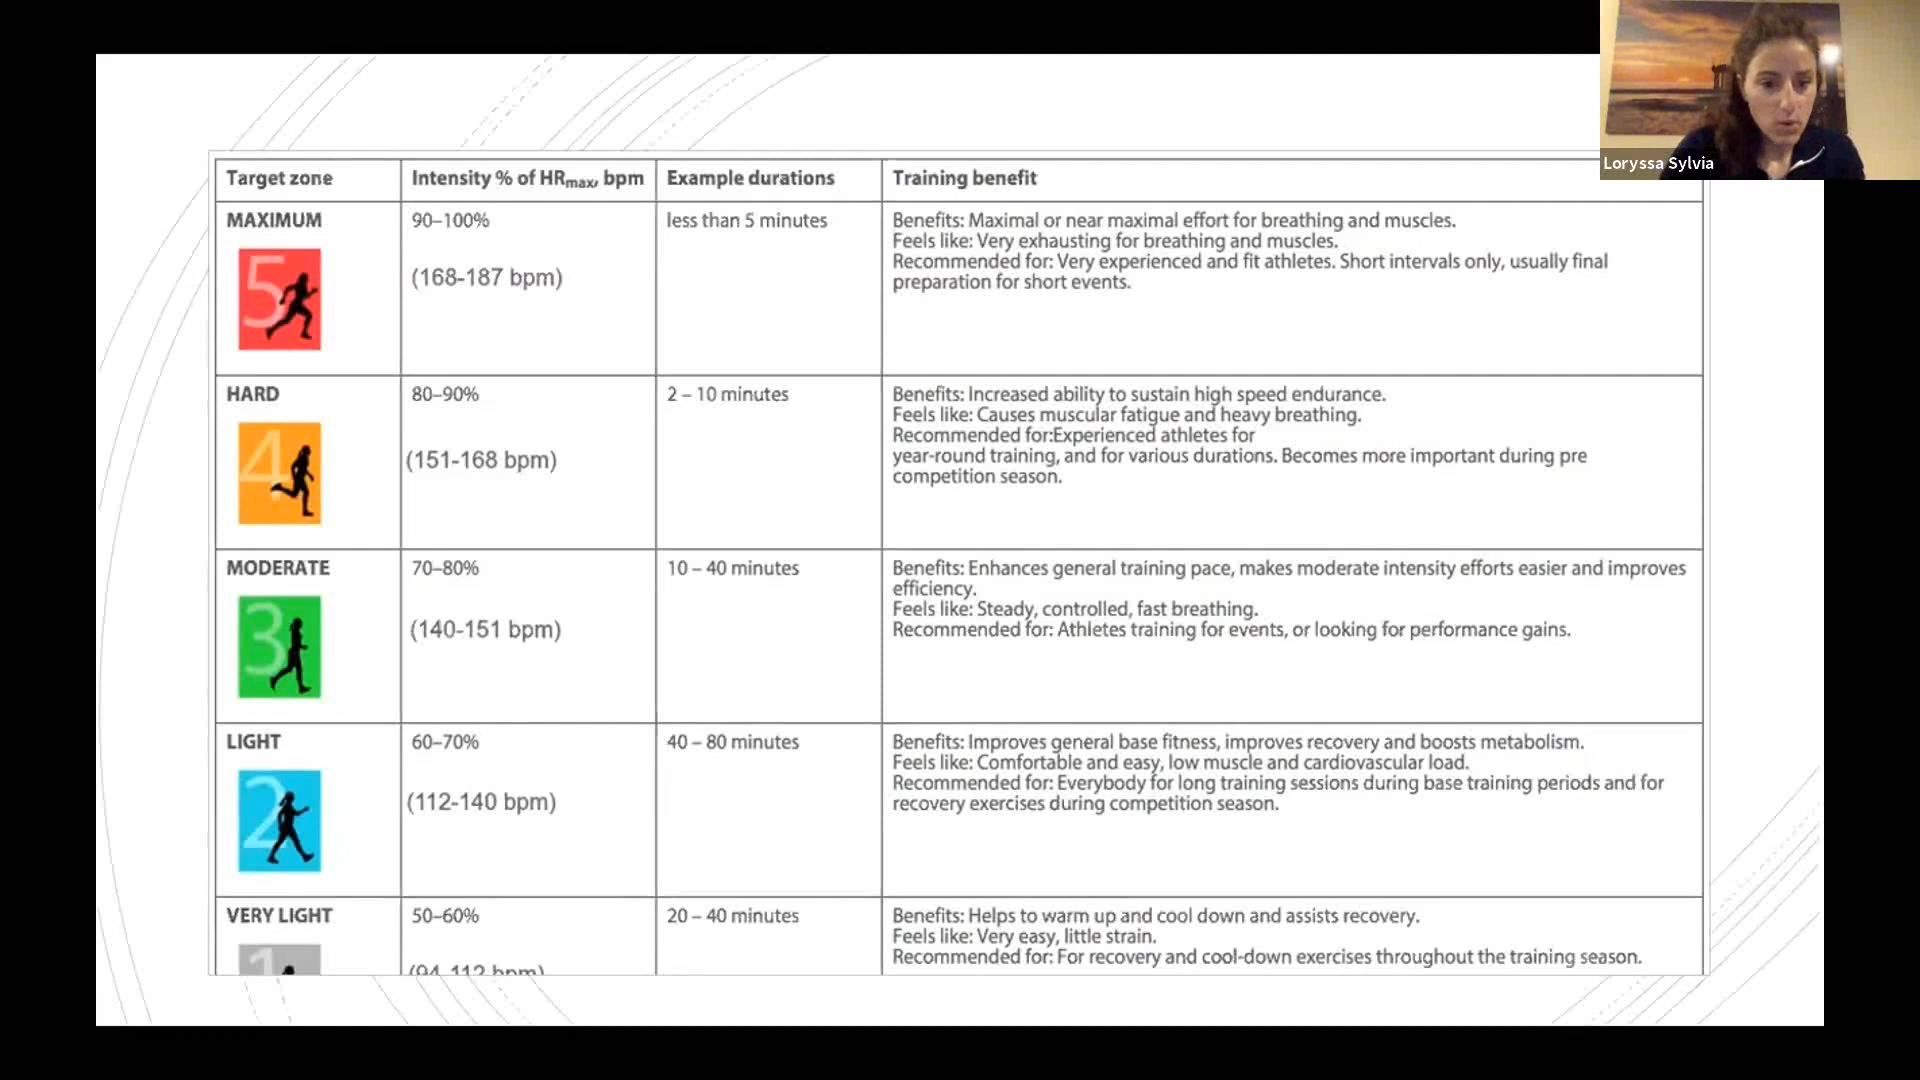 Loryssa Sylvia
Target zone
Intensity % of HRmax, bpm
Example durations
Training benefit
MAXIMUM
5
90–100%
(168-187 bpm)
less than 5 minutes
Benefits: Maximal or near maximal effort for breathing and muscles.
Feels like: Very exhausting for breathing and muscles.
Recommended for: Very experienced and fit athletes. Short intervals only, usually final
preparation for short events.
HARD
4
80–90%
(151-168 bpm)
2 – 10 minutes
Benefits: Increased ability to sustain high speed endurance.
Feels like: Causes muscular fatigue and heavy breathing.
Recommended for:Experienced athletes for
year-round training, and for various durations. Becomes more important during pre
competition season.
MODERATE
3
70–80%
(140-151 bpm)
10 – 40 minutes
Benefits: Enhances general training pace, makes moderate intensity efforts easier and improves
efficiency.
Feels like: Steady, controlled, fast breathing.
Recommended for: Athletes training for events, or looking for performance gains.
LIGHT
2
60–70%
(112-140 bpm)
40 – 80 minutes
Benefits: Improves general base fitness, improves recovery and boosts metabolism.
Feels like: Comfortable and easy, low muscle and cardiovascular load.
Recommended for: Everybody for long training sessions during base training periods and for
recovery exercises during competition season.
VERY LIGHT
1
50–60%
(94-112 bpm)
20 – 40 minutes
Benefits: Helps to warm up and cool down and assists recovery.
Feels like: Very easy, little strain.
Recommended for: For recovery and cool-down exercises throughout the training season.